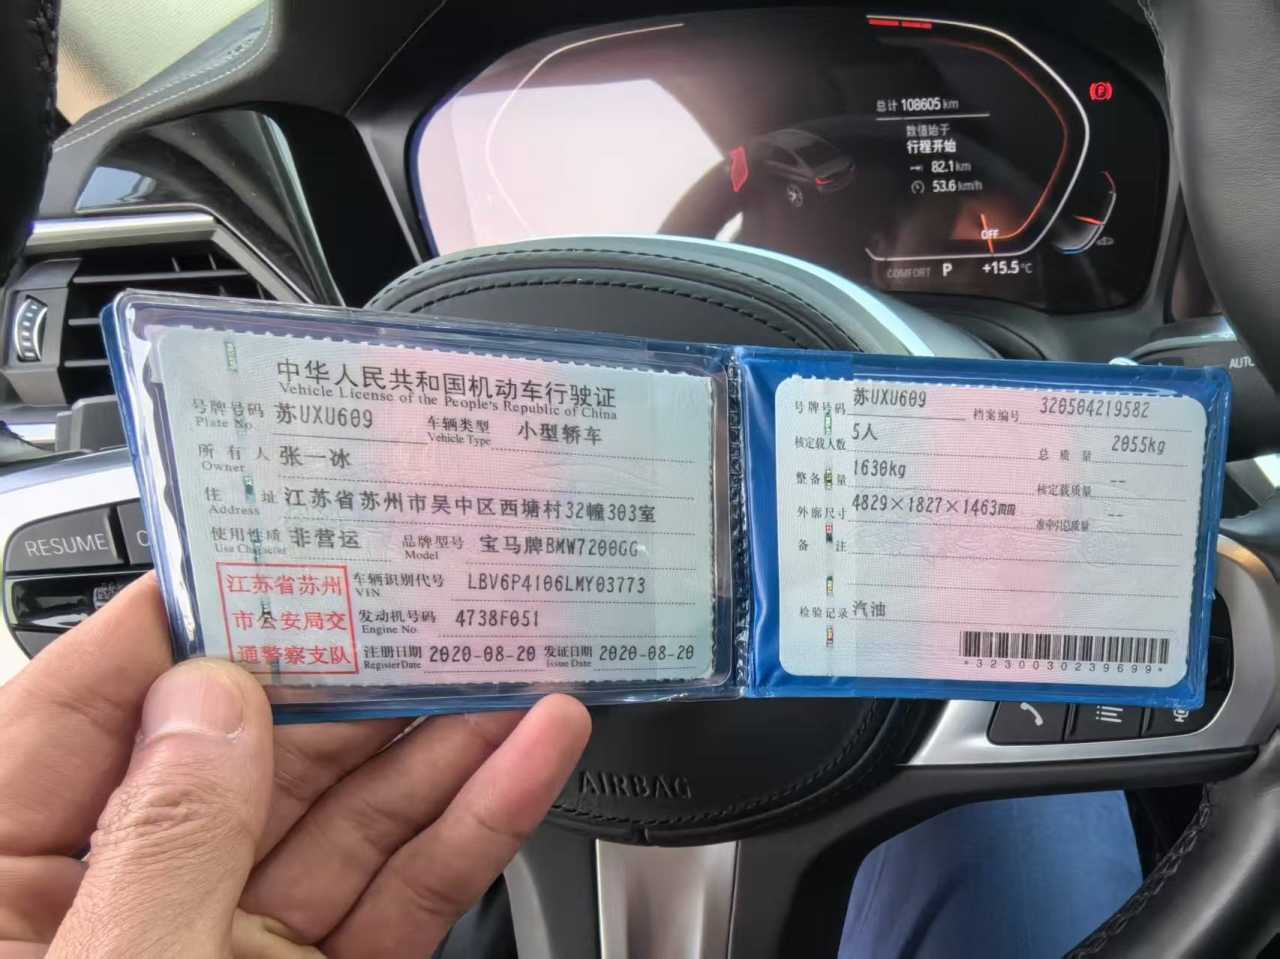 总计 108605 km
数值始于
行程开始
82.1 km
53.6 km/h
OFF
COMFORT P +15.5 °C
AUTO
RESUME
AIRBAG
中华人民共和国机动车行驶证
Vehicle License of the People's Republic of China
号牌号码 苏UXU609 车辆类型 小型轿车
Plate No. Vehicle Type
所有人 张一冰
Owner
住址 江苏省苏州市吴中区西塘村32幢303室
Address
使用性质 非营运 品牌型号 宝马牌BMW7200GG
Use Character Model
江苏省苏州
市公安局交
通警察支队
车辆识别代号 LBV6P4106LMY03773
VIN
发动机号码 4738F051
Engine No.
注册日期 2020-08-20 发证日期 2020-08-20
Register Date Issue Date
号牌号码 苏UXU609 档案编号 320504219582
核定载人数 5人 总质量 2055kg
整备质量 1630kg 核定载质量 --
外廓尺寸 4829×1827×1463mm 准牵引总质量 --
备注
检验记录 汽油
*3230030239699*